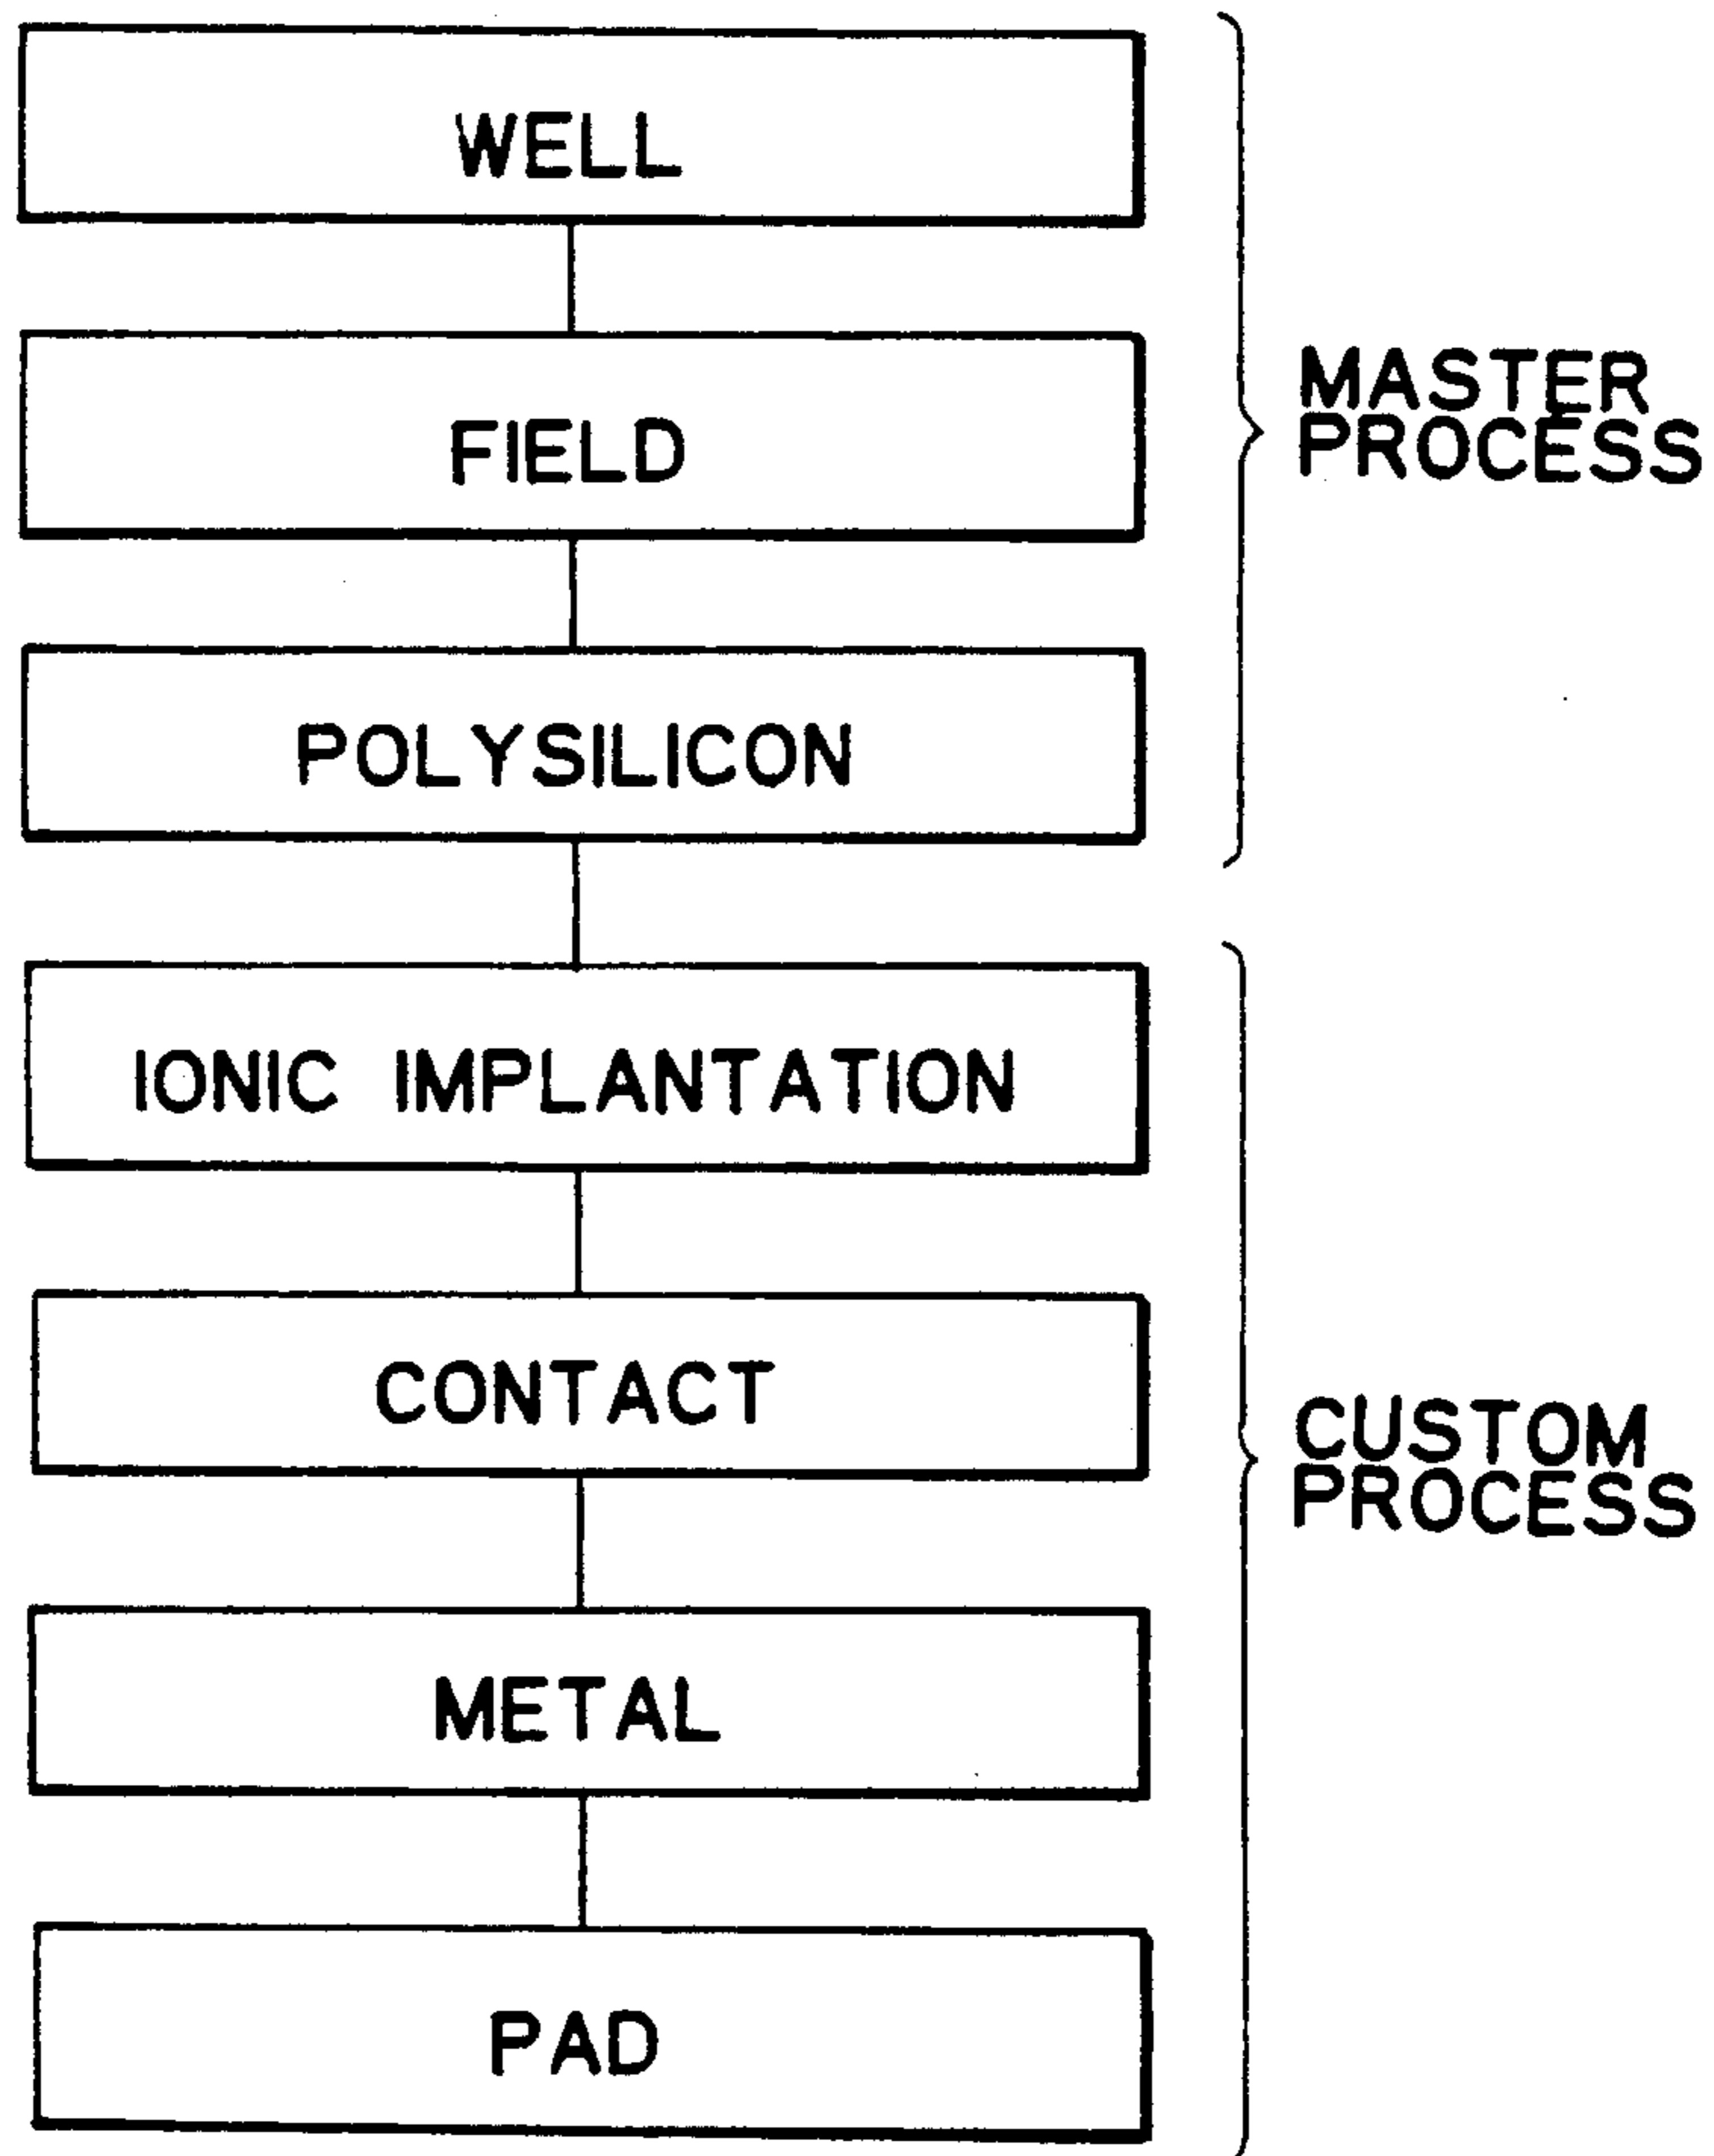 WELL
FIELD
MASTER
PROCESS
POLYSILICON
IONIC IMPLANTATION
CONTACT
CUSTOM
PROCESS
METAL
PAD